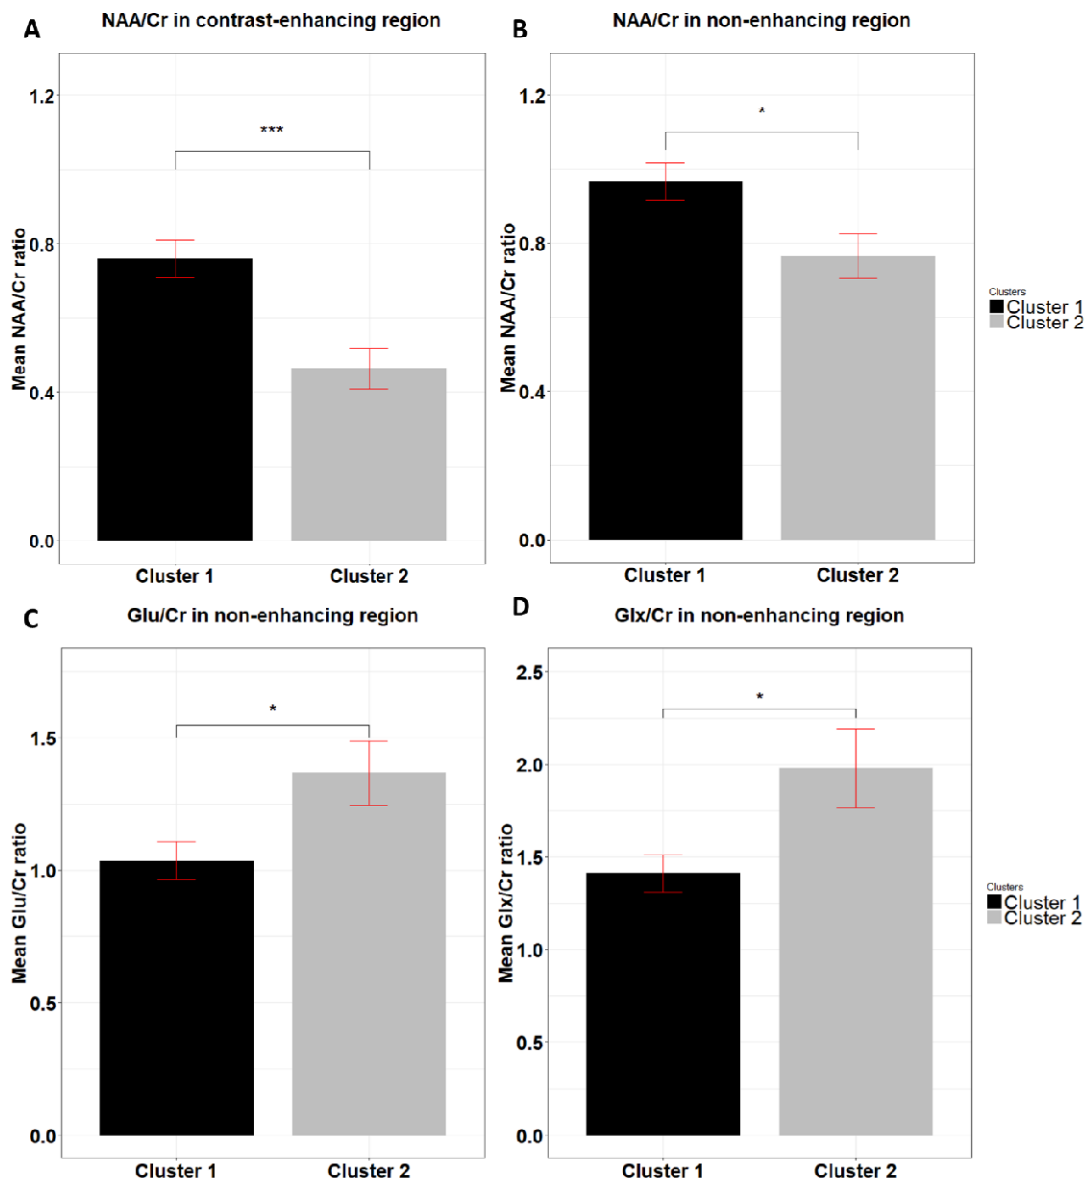 A
NAA/Cr in contrast-enhancing region
Mean NAA/Cr ratio
1.2
0.8
0.4
0.0
***
Cluster 1
Cluster 2
B
NAA/Cr in non-enhancing region
Mean NAA/Cr ratio
1.2
0.8
0.4
0.0
*
Cluster 1
Cluster 2
Clusters
Cluster 1
Cluster 2
C
Glu/Cr in non-enhancing region
Mean Glu/Cr ratio
1.5
1.0
0.5
0.0
*
Cluster 1
Cluster 2
D
Glx/Cr in non-enhancing region
Mean Glx/Cr ratio
2.5
2.0
1.5
1.0
0.5
0.0
*
Cluster 1
Cluster 2
Clusters
Cluster 1
Cluster 2